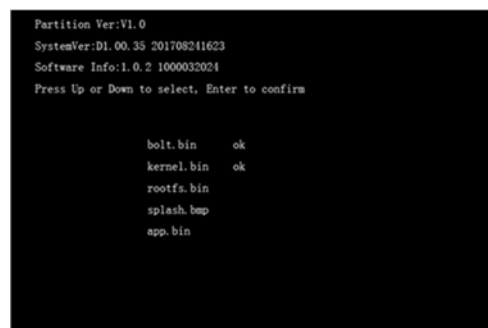 Partition Ver:V1.0
SystemVer:D1.00.35 201708241623
Software Info:1.0.2 1000032024
Press Up or Down to select, Enter to confirm
bolt.bin ok
kernel.bin ok
rootfs.bin
splash.bmp
app.bin